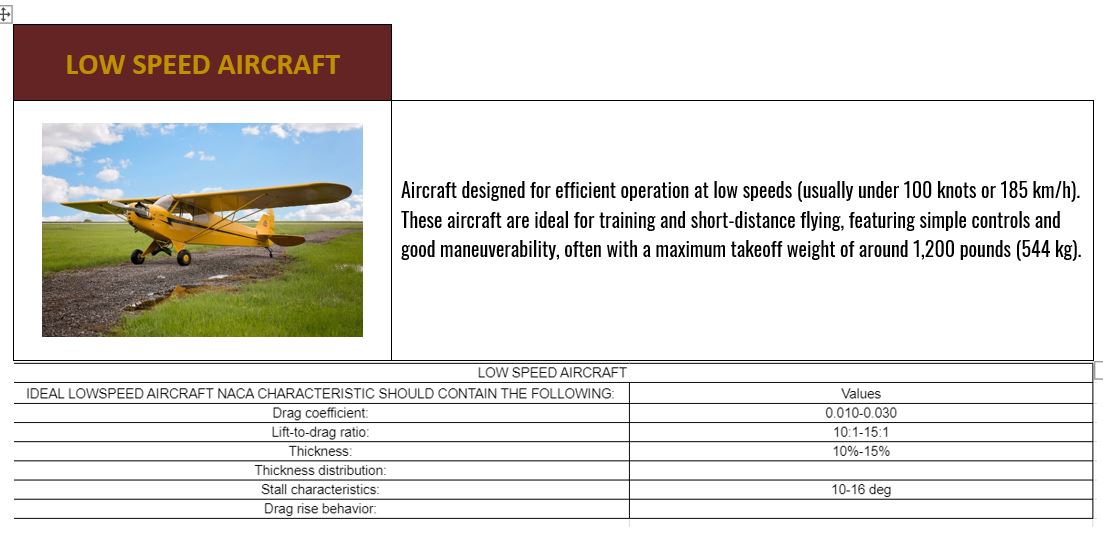 LOW SPEED AIRCRAFT
Aircraft designed for efficient operation at low speeds (usually under 100 knots or 185 km/h).
These aircraft are ideal for training and short-distance flying, featuring simple controls and
good maneuverability, often with a maximum takeoff weight of around 1,200 pounds (544 kg).
LOW SPEED AIRCRAFT
IDEAL LOWSPEED AIRCRAFT NACA CHARACTERISTIC SHOULD CONTAIN THE FOLLOWING: Values
Drag coefficient: 0.010-0.030
Lift-to-drag ratio: 10:1-15:1
Thickness: 10%-15%
Thickness distribution:
Stall characteristics: 10-16 deg
Drag rise behavior: